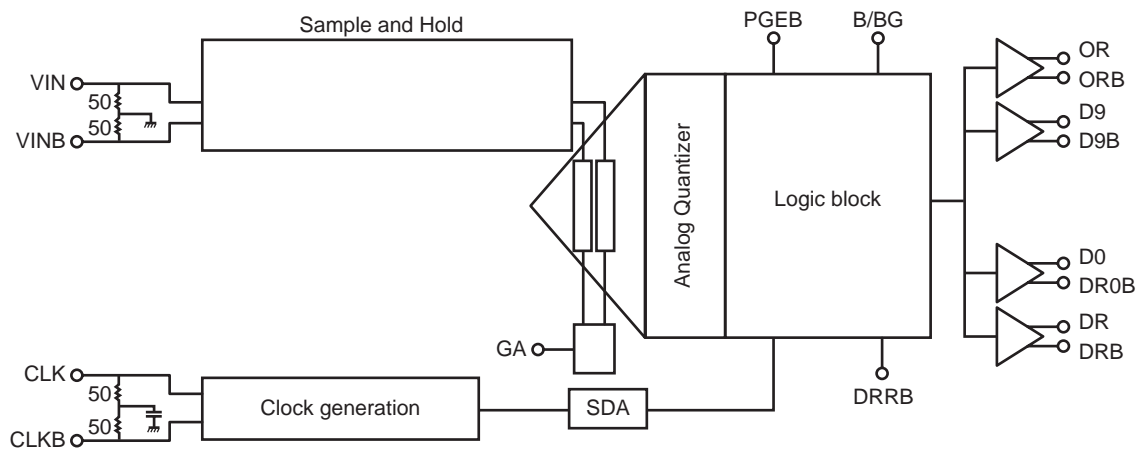 Sample and Hold
PGEB
B/BG
VIN
50
50
VINB
OR
ORB
D9
D9B
Analog Quantizer
Logic block
D0
DR0B
DR
DRB
GA
CLK
50
50
CLKB
Clock generation
SDA
DRRB